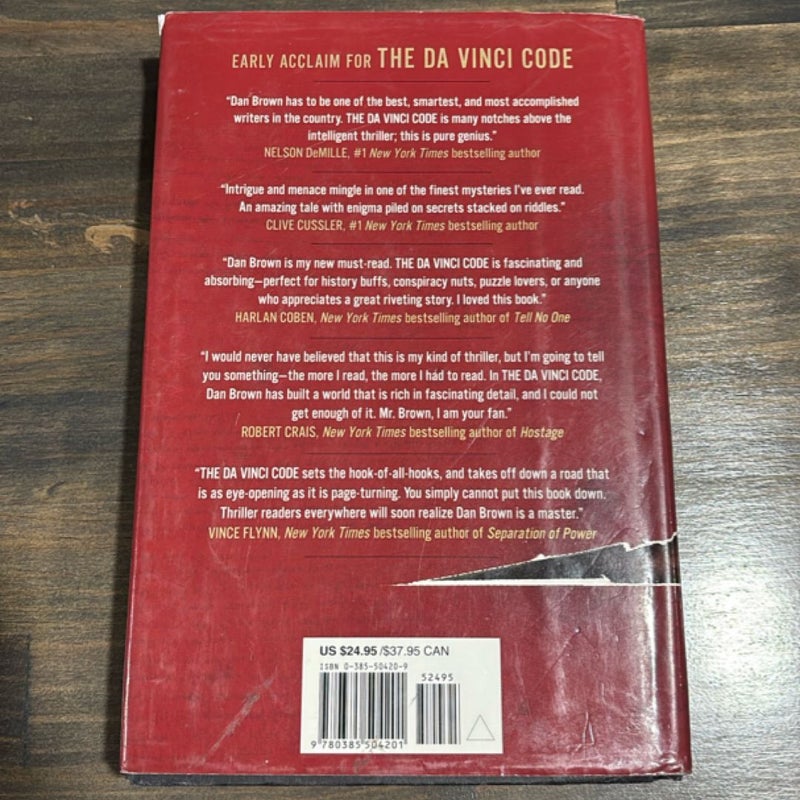 EARLY ACCLAIM FOR THE DA VINCI CODE
“Dan Brown has to be one of the best, smartest, and most accomplished
writers in the country. THE DA VINCI CODE is many notches above the
intelligent thriller; this is pure genius.”
NELSON DeMILLE, #1 New York Times bestselling author
“Intrigue and menace mingle in one of the finest mysteries I've ever read.
An amazing tale with enigma piled on secrets stacked on riddles.”
CLIVE CUSSLER, #1 New York Times bestselling author
“Dan Brown is my new must-read. THE DA VINCI CODE is fascinating and
absorbing—perfect for history buffs, conspiracy nuts, puzzle lovers, or anyone
who appreciates a great riveting story. I loved this book.”
HARLAN COBEN, New York Times bestselling author of Tell No One
“I would never have believed that this is my kind of thriller, but I'm going to tell
you something—the more I read, the more I had to read. In THE DA VINCI CODE,
Dan Brown has built a world that is rich in fascinating detail, and I could not
get enough of it. Mr. Brown, I am your fan.”
ROBERT CRAIS, New York Times bestselling author of Hostage
“THE DA VINCI CODE sets the hook-of-all-hooks, and takes off down a road that
is as eye-opening as it is page-turning. You simply cannot put this book down.
Thriller readers everywhere will soon realize Dan Brown is a master.”
VINCE FLYNN, New York Times bestselling author of Separation of Power
US $24.95 /$37.95 CAN
ISBN 0-385-50420-9
52495
9 780385 504201